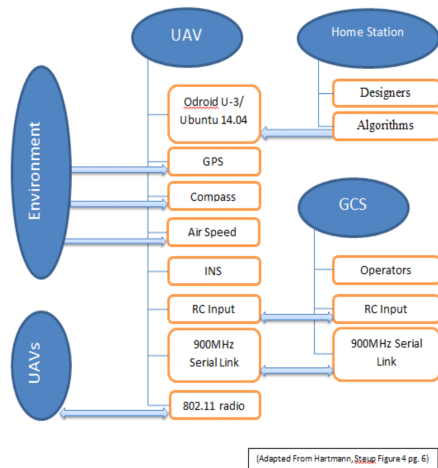 UAV
Home Station
Odroid U-3/
Ubuntu 14.04
Designers
Algorithms
Environment
GPS
Compass
Air Speed
GCS
INS
Operators
RC Input
RC Input
900MHz
Serial Link
900MHz Serial
Link
UAVs
802.11 radio
(Adapted From Hartmann, Steup Figure 4 pg. 6)